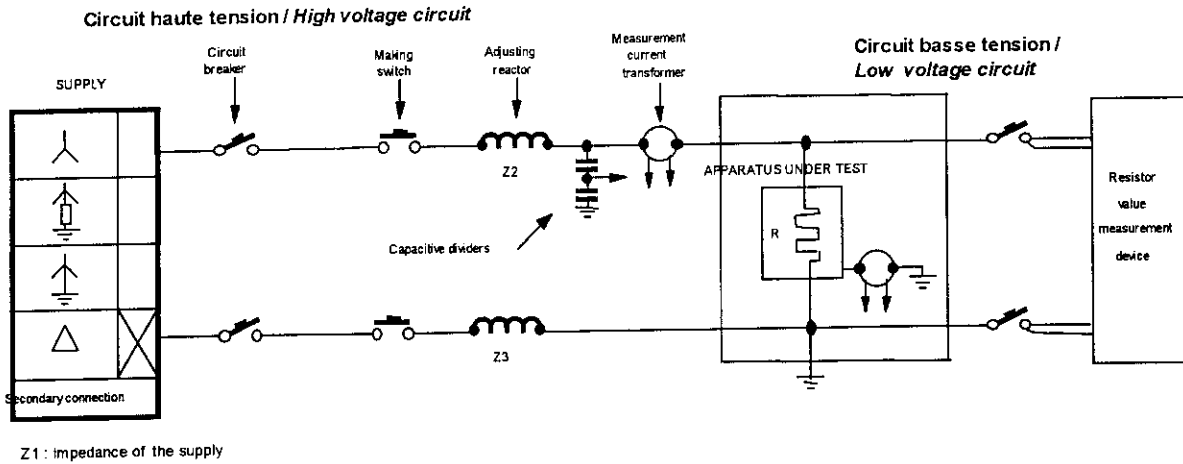 Circuit haute tension / High voltage circuit
Circuit
breaker
Making
switch
Adjusting
reactor
Measurement
current
transformer
Circuit basse tension /
Low voltage circuit
SUPPLY
Z2
APPARATUS UNDER TEST
R
Capacitive dividers
Resistor
value
measurement
device
Z3
Secondary connection
Z1 : impedance of the supply